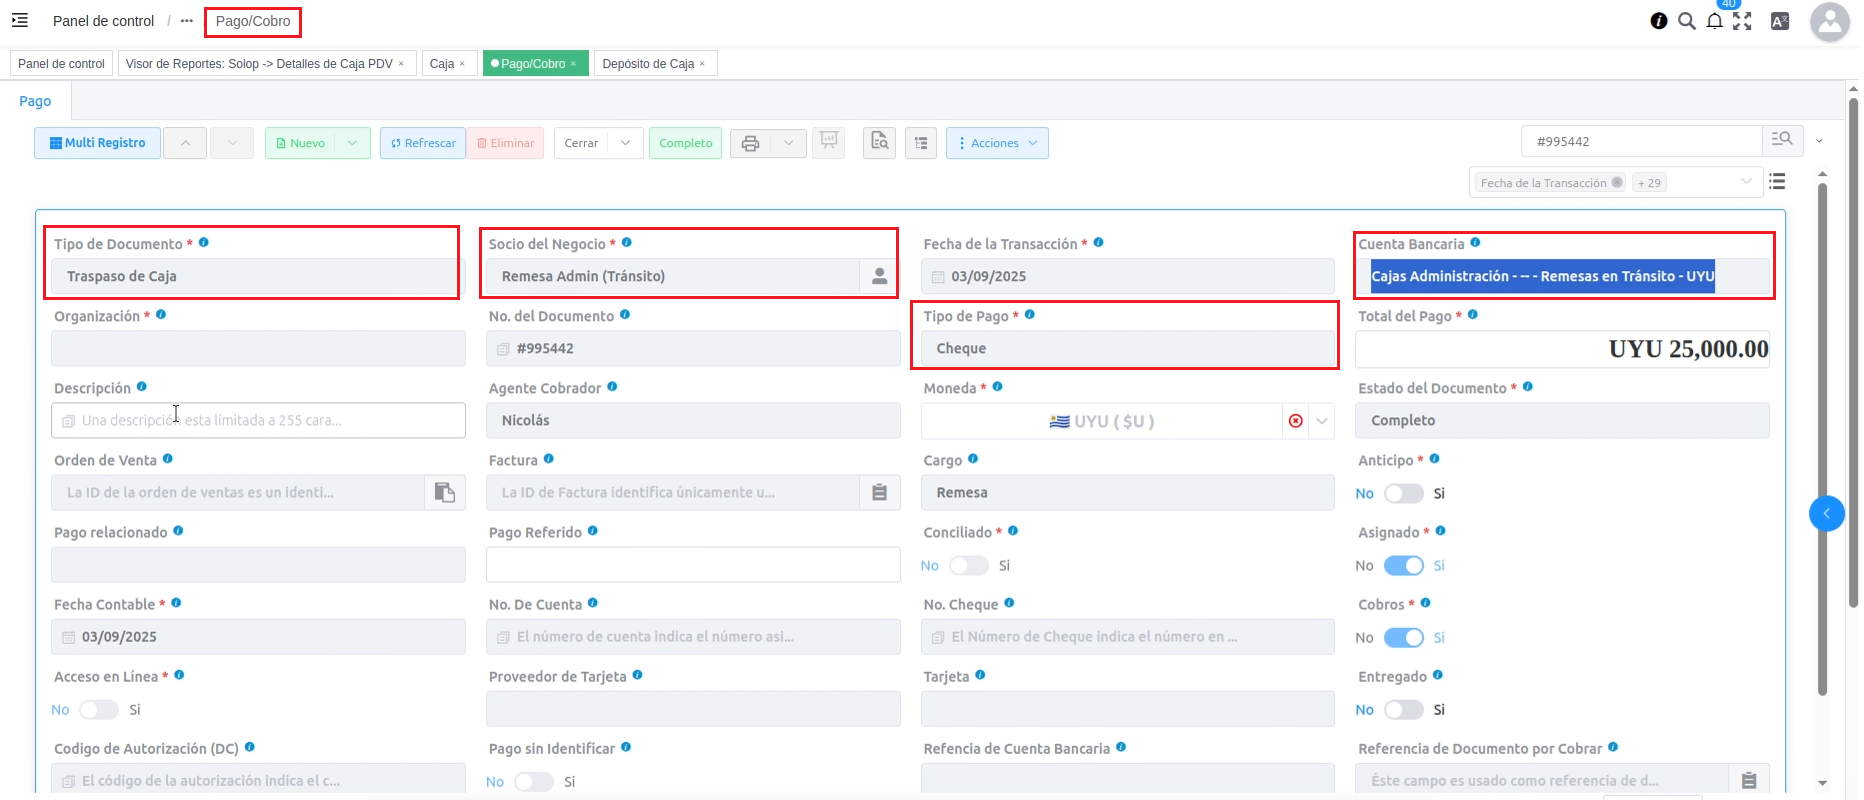 Panel de control / ••• Pago/Cobro
40
Panel de control
Visor de Reportes: Solop -> Detalles de Caja PDV ×
Caja ×
Pago/Cobro ×
Depósito de Caja ×
Pago
Multi Registro
Nuevo
Refrescar
Eliminar
Cerrar
Completo
Acciones
#995442
Fecha de la Transacción
+ 29
Tipo de Documento *
Socio del Negocio *
Fecha de la Transacción *
Cuenta Bancaria
Traspaso de Caja
Remesa Admin (Tránsito)
03/09/2025
Cajas Administración - -- - Remesas en Tránsito - UYU
Organización *
No. del Documento
Tipo de Pago *
Total del Pago *
#995442
Cheque
UYU 25,000.00
Descripción
Agente Cobrador
Moneda *
Estado del Documento *
Una descripción esta limitada a 255 cara...
Nicolás
UYU ( $U )
Completo
Orden de Venta
Factura
Cargo
Anticipo *
La ID de la orden de ventas es un identi...
La ID de Factura identifica únicamente u...
Remesa
No Si
Pago relacionado
Pago Referido
Conciliado *
Asignado *
No Si
No Si
Fecha Contable *
No. De Cuenta
No. Cheque
Cobros *
03/09/2025
El número de cuenta indica el número asi...
El Número de Cheque indica el número en ...
No Si
Acceso en Línea *
Proveedor de Tarjeta
Tarjeta
Entregado
No Si
No Si
Codigo de Autorización (DC)
Pago sin Identificar
Refencia de Cuenta Bancaria
Referencia de Documento por Cobrar
El código de la autorización indica el c...
No Si
Éste campo es usado como referencia de d...